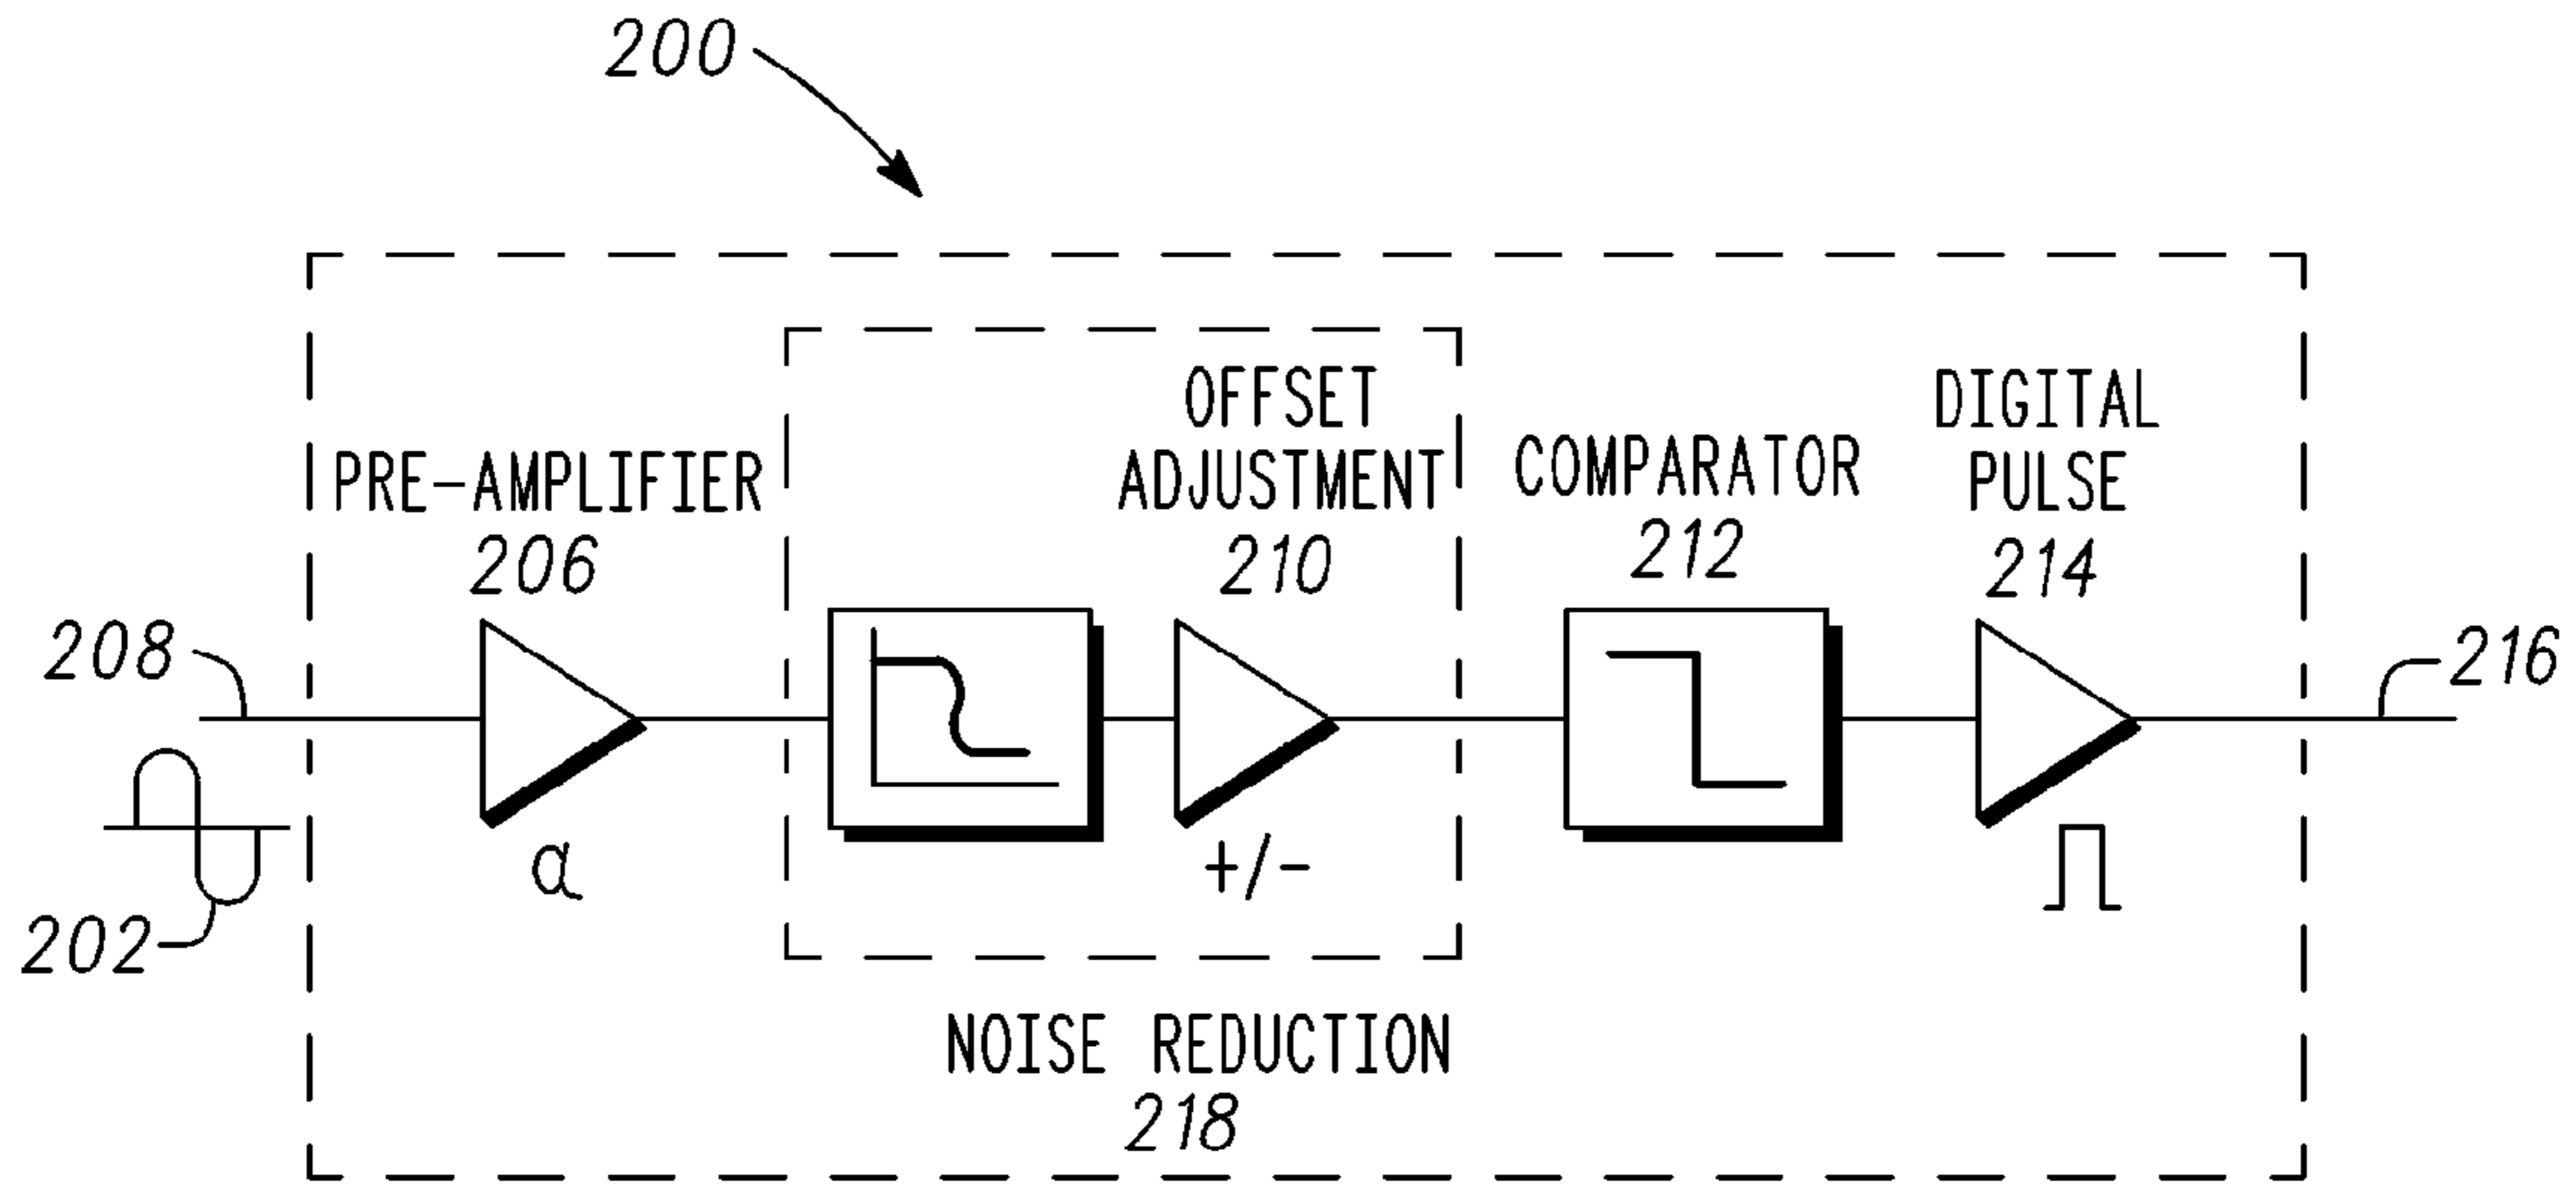 200
OFFSET
ADJUSTMENT
210
DIGITAL
PULSE
214
PRE-AMPLIFIER
206
COMPARATOR
212
208
216
202
α
+/-
NOISE REDUCTION
218